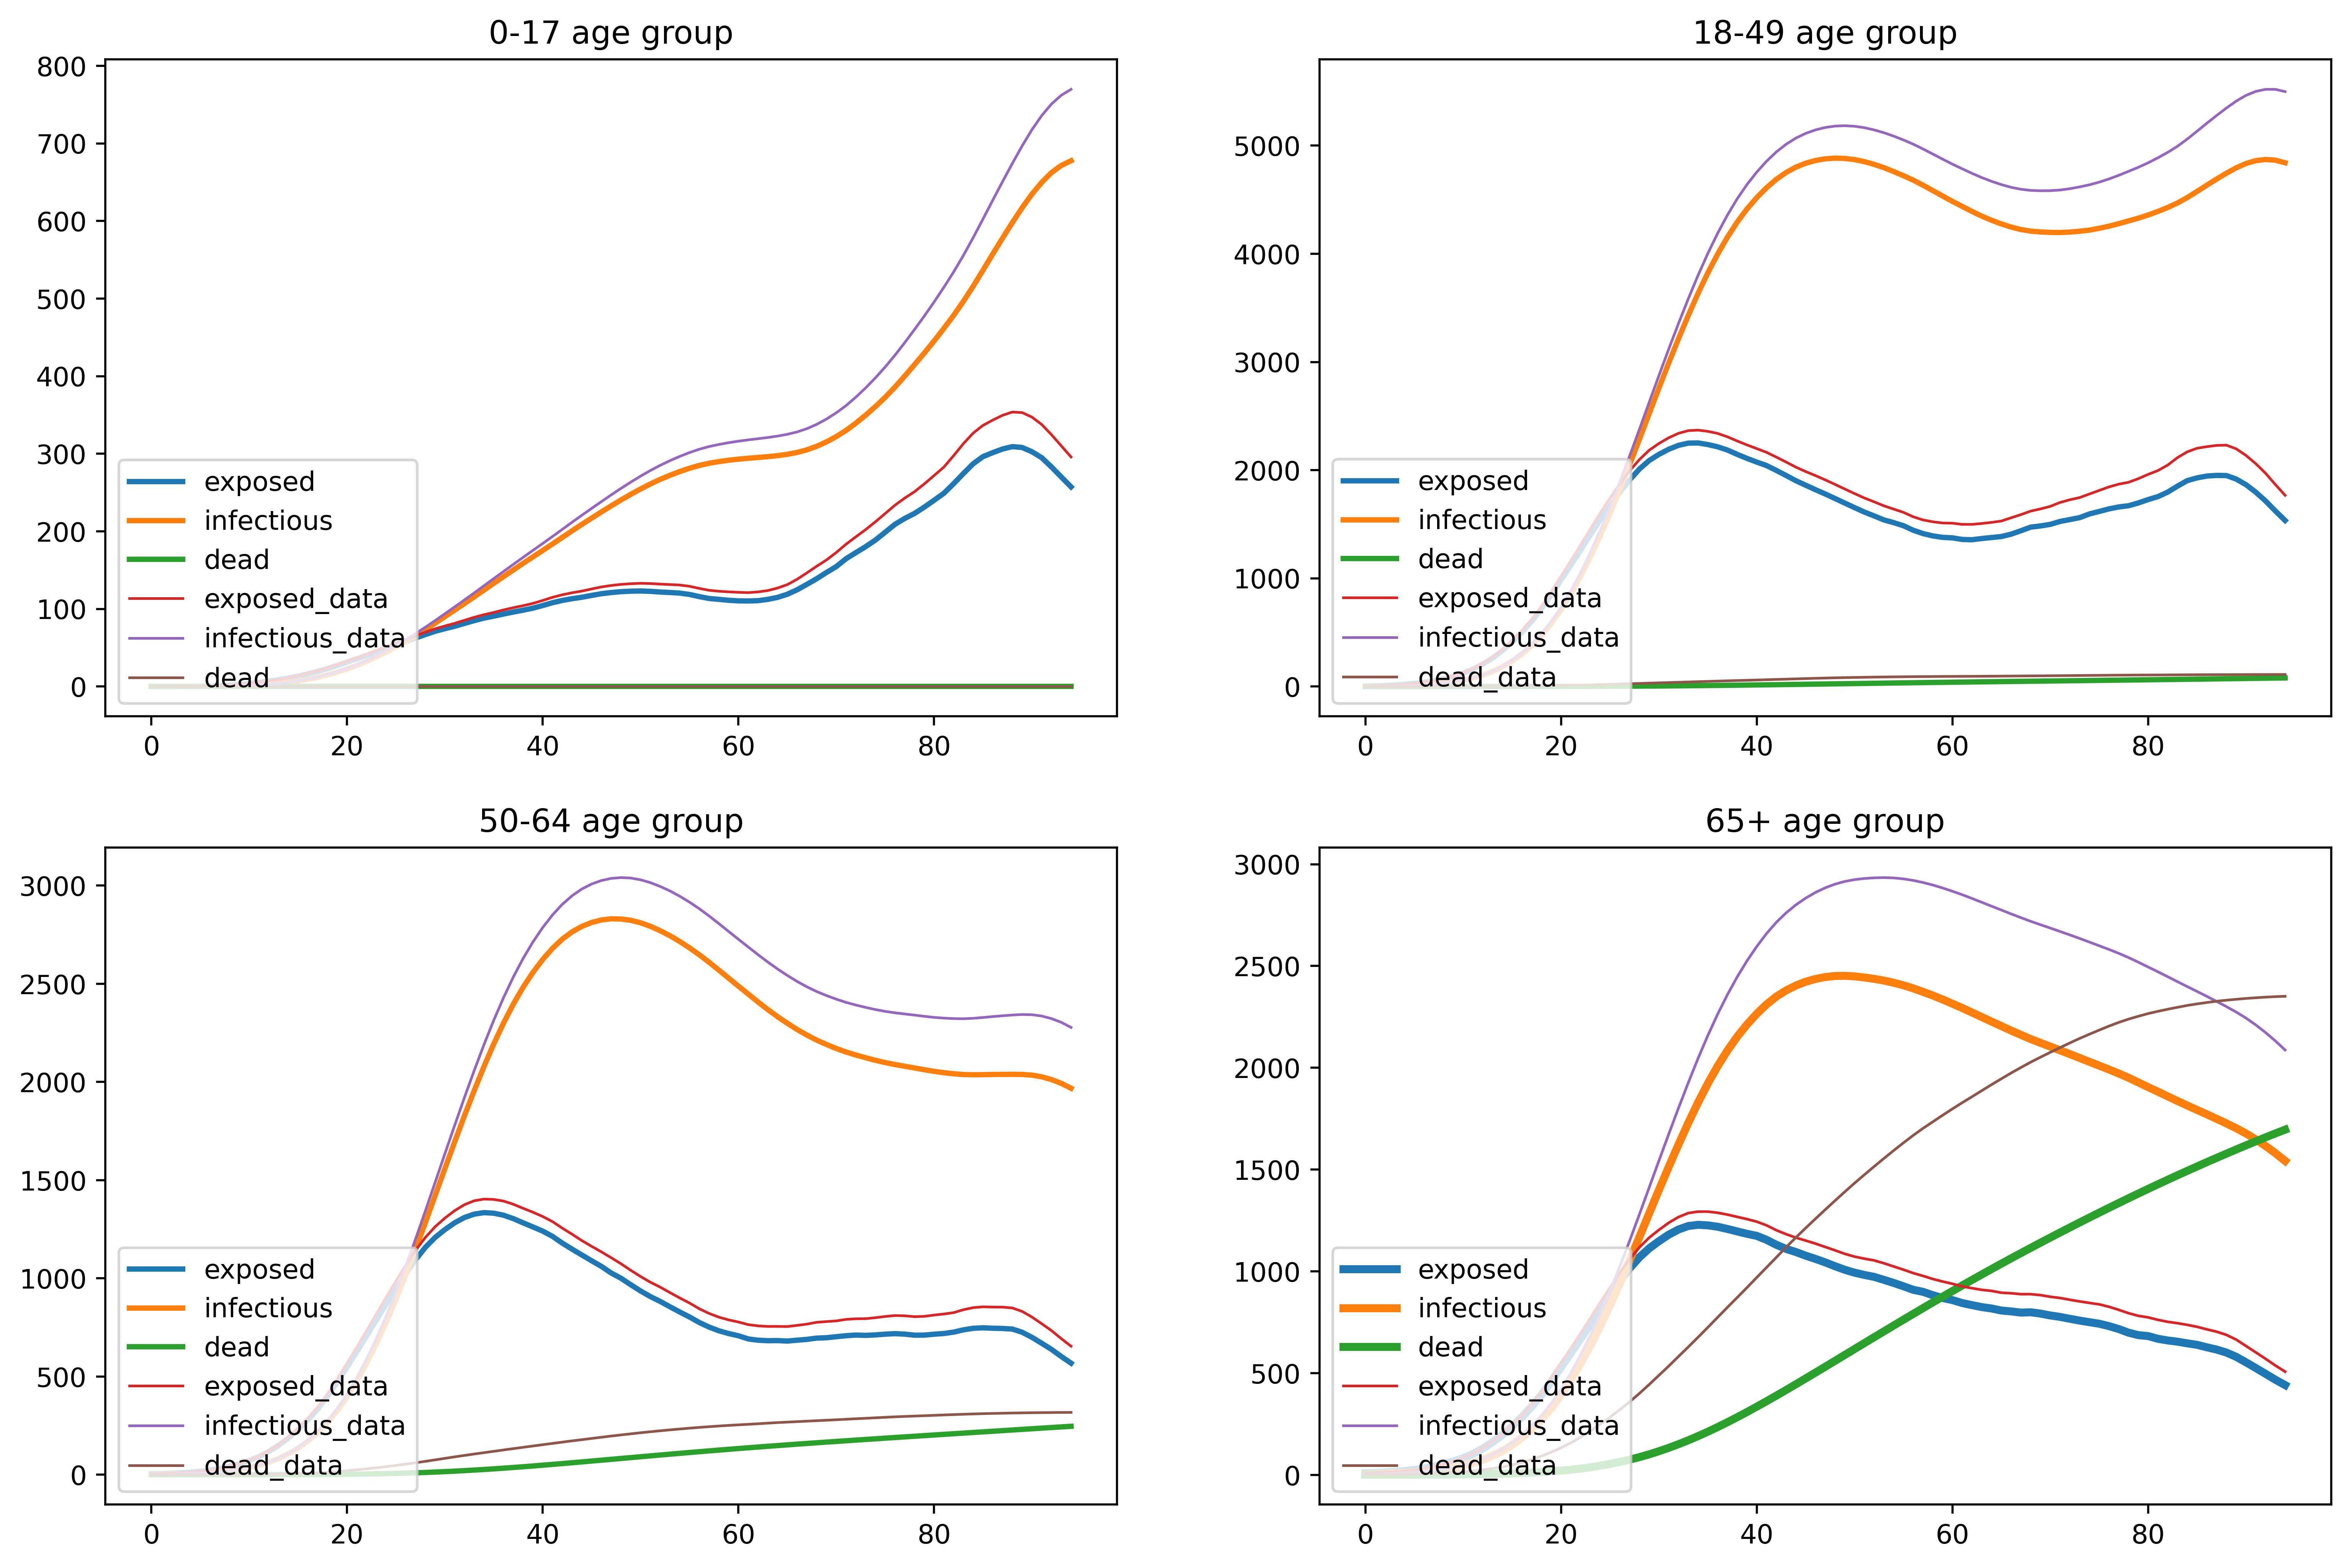 0-17 age group
800
700
600
500
400
300
200
100
0
exposed
infectious
dead
exposed_data
infectious_data
dead
0 20 40 60 80
18-49 age group
5000
4000
3000
2000
1000
0
exposed
infectious
dead
exposed_data
infectious_data
dead_data
0 20 40 60 80
50-64 age group
3000
2500
2000
1500
1000
500
0
exposed
infectious
dead
exposed_data
infectious_data
dead_data
0 20 40 60 80
65+ age group
3000
2500
2000
1500
1000
500
0
exposed
infectious
dead
exposed_data
infectious_data
dead_data
0 20 40 60 80